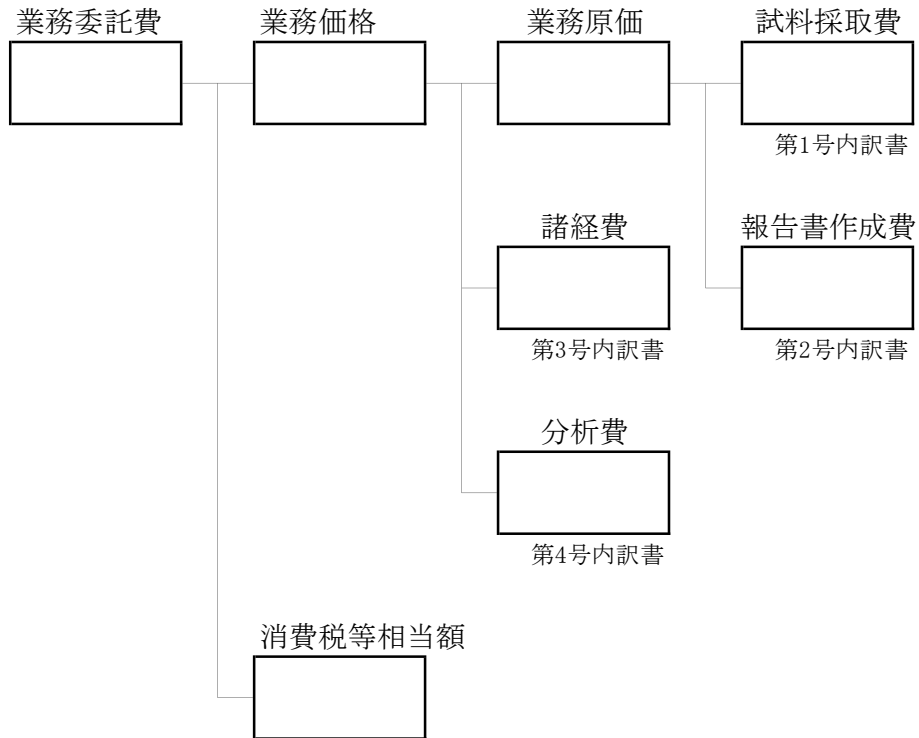 業務委託費
業務価格
業務原価
試料採取費
第1号内訳書
諸経費
報告書作成費
第3号内訳書
第2号内訳書
分析費
第4号内訳書
消費税等相当額